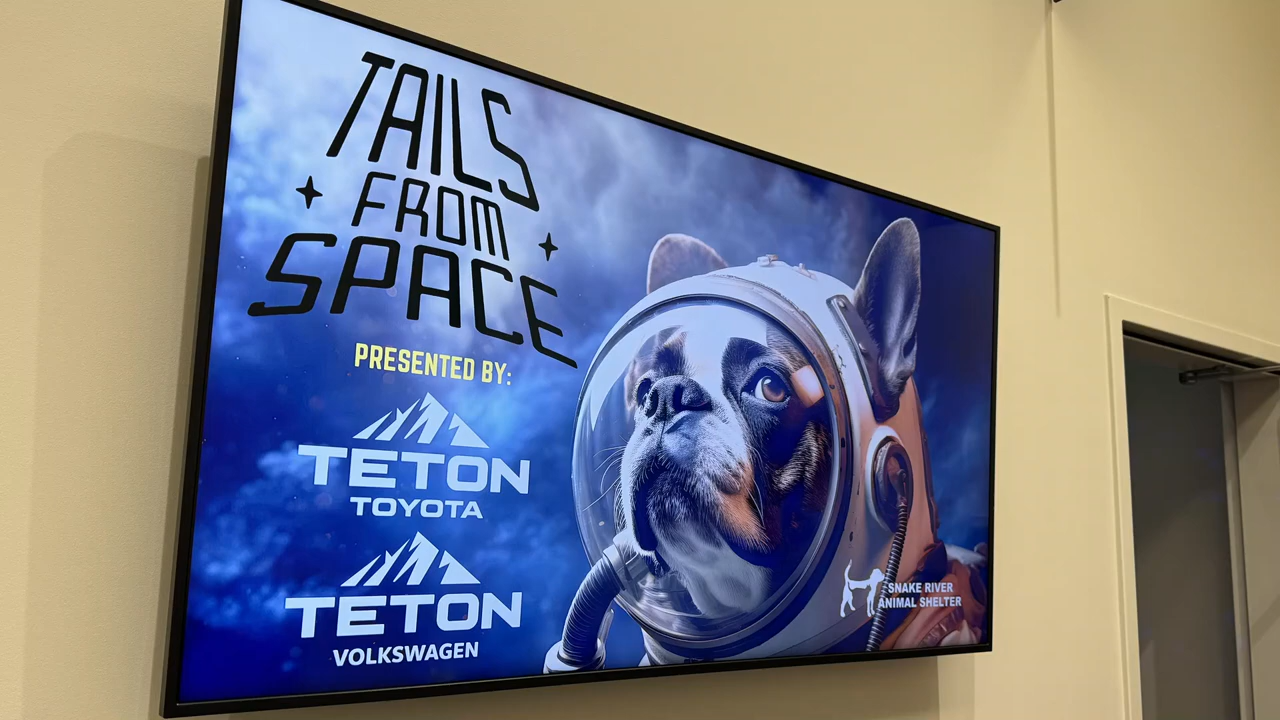 TAILS
FROM
SPACE
PRESENTED BY:
TETON
TOYOTA
TETON
VOLKSWAGEN
SNAKE RIVER
ANIMAL SHELTER